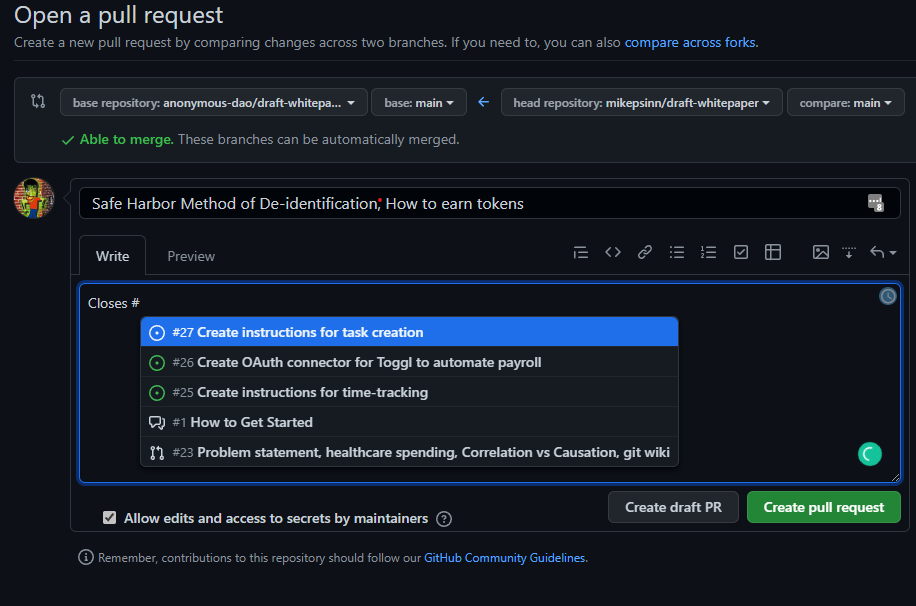 Open a pull request
Create a new pull request by comparing changes across two branches. If you need to, you can also compare across forks.
base repository: anonymous-dao/draft-whitepa... base: main head repository: mikepsinn/draft-whitepaper compare: main
Able to merge. These branches can be automatically merged.
Safe Harbor Method of De-identification, How to earn tokens
8
Write Preview
Closes #
#27 Create instructions for task creation
#26 Create OAuth connector for Toggl to automate payroll
#25 Create instructions for time-tracking
#1 How to Get Started
#23 Problem statement, healthcare spending, Correlation vs Causation, git wiki
Allow edits and access to secrets by maintainers
Create draft PR Create pull request
Remember, contributions to this repository should follow our GitHub Community Guidelines.